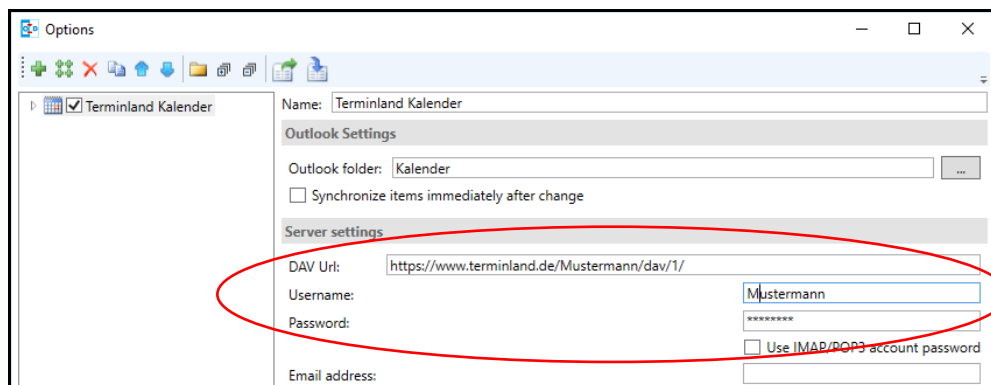 Options
Terminland Kalender
Name: Terminland Kalender
Outlook Settings
Outlook folder: Kalender ...
Synchronize items immediately after change
Server settings
DAV Url: https://www.terminland.de/Mustermann/dav/1/
Username: Mustermann
Password: ********
Use IMAP/POP3 account password
Email address: